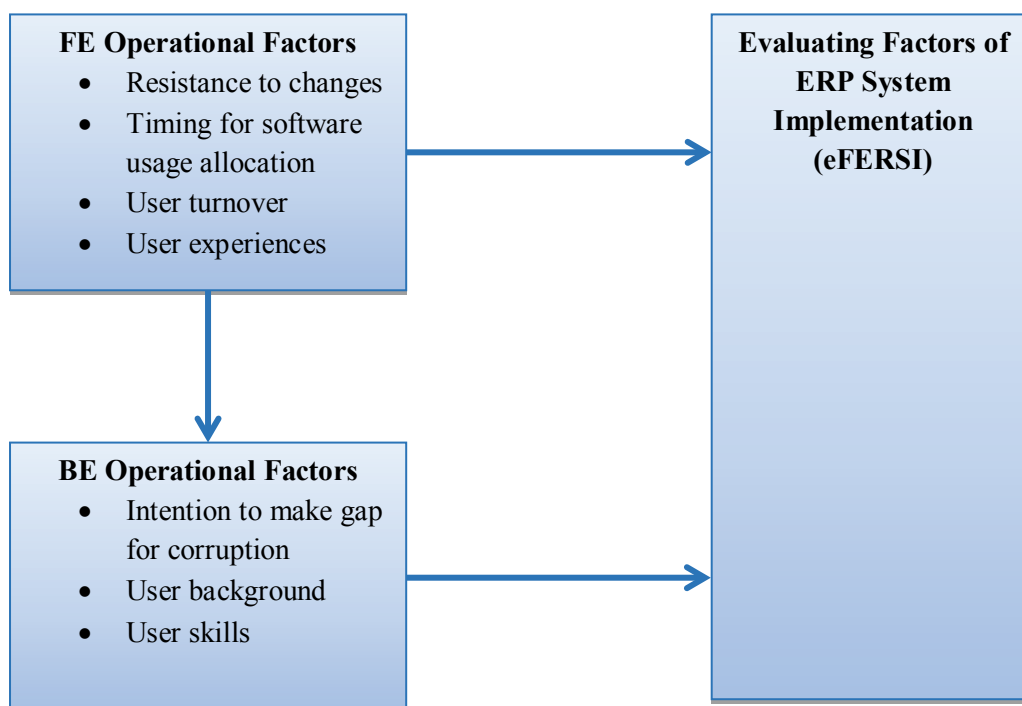 FE Operational Factors
• Resistance to changes
• Timing for software
usage allocation
• User turnover
• User experiences
Evaluating Factors of
ERP System
Implementation
(eFERSI)
BE Operational Factors
• Intention to make gap
for corruption
• User background
• User skills